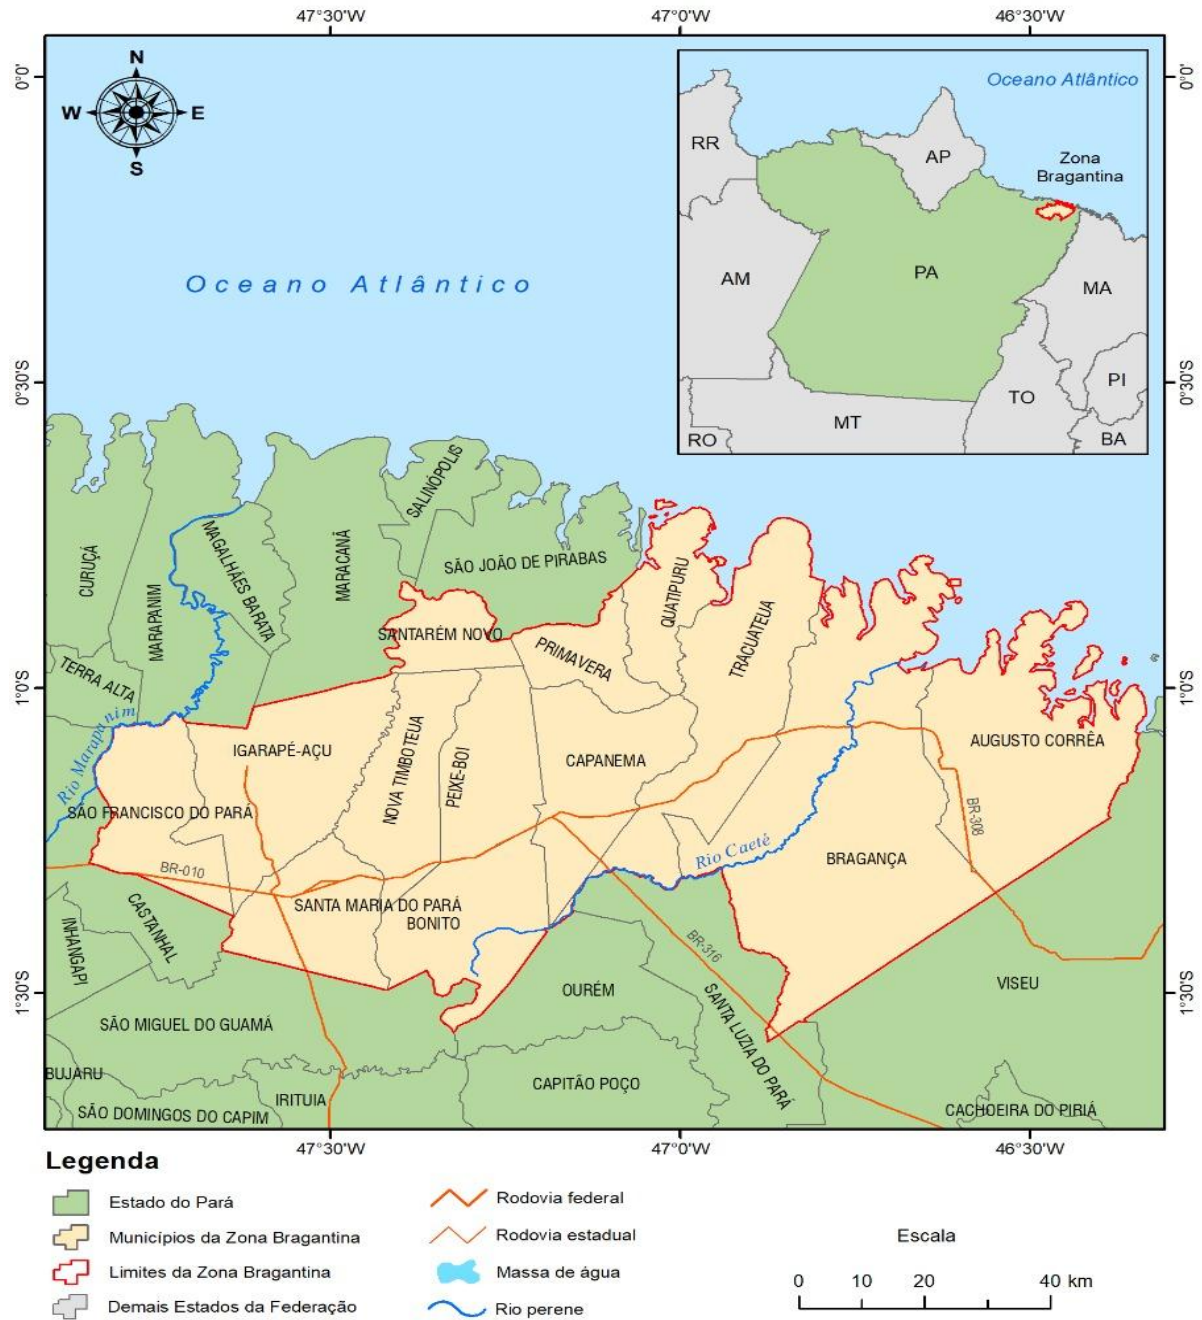 47°30'W
47°0'W
46°30'W
0°0'
0°0'
N
W
E
S
Oceano Atlântico
RR
AP
Zona
Bragantina
AM
PA
MA
PI
TO
MT
RO
BA
Oceano Atlântico
0°30'S
0°30'S
SALINÓPOLIS
CURUÇÁ
MARAPANIM
MAGALHÃES BARATA
MARACANÃ
SÃO JOÃO DE PIRABAS
QUATIPURU
TRACUATEUA
SANTARÉM NOVO
PRIMAVERA
TERRA ALTA
1°0'S
1°0'S
Rio Marapanim
IGARAPÉ-AÇU
NOVA TIMBOTEUA
PEIXE-BOI
CAPANEMA
AUGUSTO CORRÊA
SÃO FRANCISCO DO PARÁ
BR-308
Rio Caeté
BRAGANÇA
BR-010
SANTA MARIA DO PARÁ
BONITO
CASTANHAL
INHANGAPI
BR-316
OURÉM
SANTA LUZIA DO PARÁ
VISEU
1°30'S
1°30'S
SÃO MIGUEL DO GUAMÁ
BUJARU
CAPITÃO POÇO
IRITUIA
SÃO DOMINGOS DO CAPIM
CACHOEIRA DO PIRIÁ
47°30'W
47°0'W
46°30'W
Legenda
Estado do Pará
Municípios da Zona Bragantina
Limites da Zona Bragantina
Demais Estados da Federação
Rodovia federal
Rodovia estadual
Massa de água
Rio perene
Escala
0 10 20 40 km